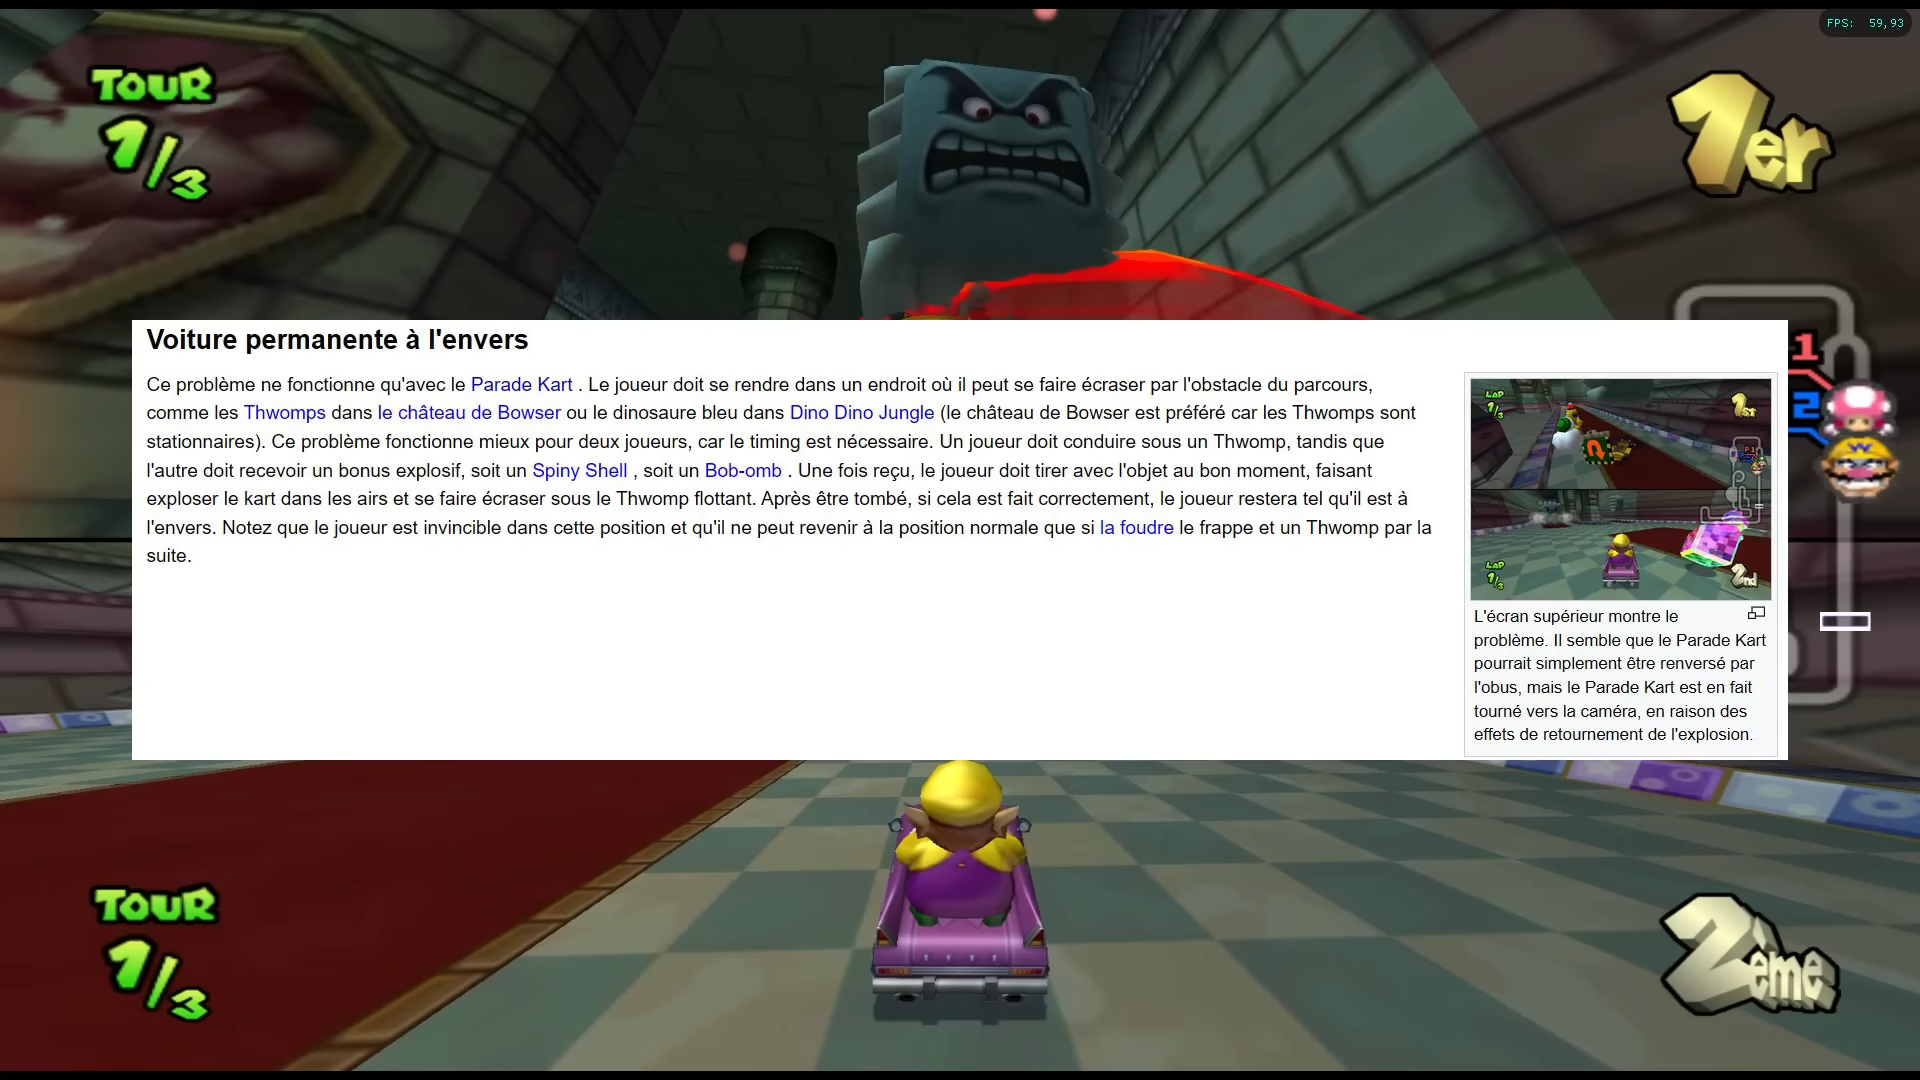 FPS: 59,93
TOUR
1/3
1er
Voiture permanente à l'envers
Ce problème ne fonctionne qu'avec le Parade Kart . Le joueur doit se rendre dans un endroit où il peut se faire écraser par l'obstacle du parcours,
comme les Thwomps dans le château de Bowser ou le dinosaure bleu dans Dino Dino Jungle (le château de Bowser est préféré car les Thwomps sont
stationnaires). Ce problème fonctionne mieux pour deux joueurs, car le timing est nécessaire. Un joueur doit conduire sous un Thwomp, tandis que
l'autre doit recevoir un bonus explosif, soit un Spiny Shell , soit un Bob-omb . Une fois reçu, le joueur doit tirer avec l'objet au bon moment, faisant
exploser le kart dans les airs et se faire écraser sous le Thwomp flottant. Après être tombé, si cela est fait correctement, le joueur restera tel qu'il est à
l'envers. Notez que le joueur est invincible dans cette position et qu'il ne peut revenir à la position normale que si la foudre le frappe et un Thwomp par la
suite.
LAP
1/3
1st
LAP
1/3
2nd
L'écran supérieur montre le
problème. Il semble que le Parade Kart
pourrait simplement être renversé par
l'obus, mais le Parade Kart est en fait
tourné vers la caméra, en raison des
effets de retournement de l'explosion.
1
2
TOUR
1/3
2ème